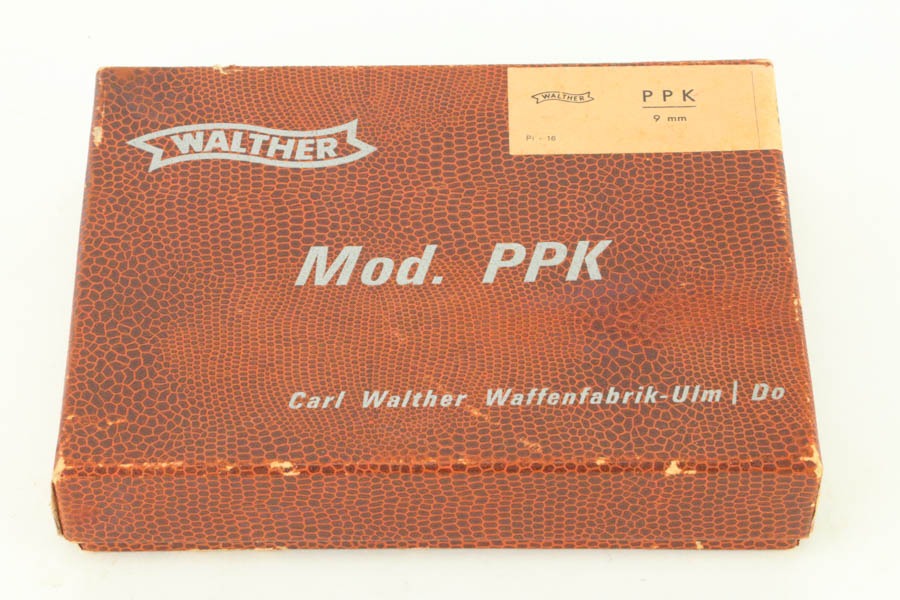 WALTHER
WALTHER
PPK
9 mm
PI - 16
Mod. PPK
Carl Walther Waffenfabrik-Ulm | Do